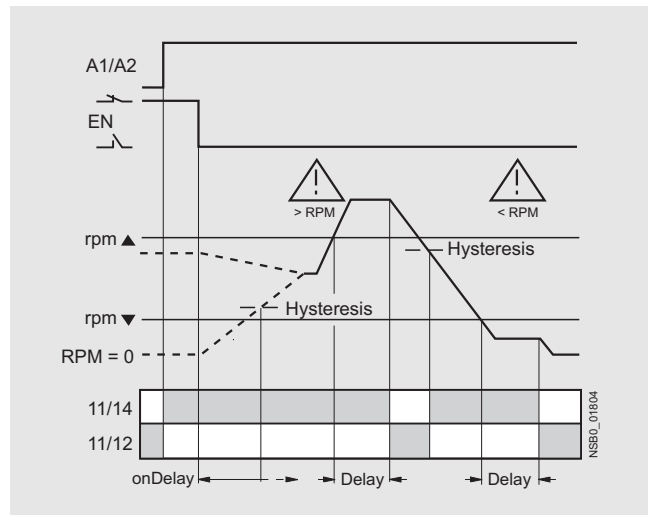 A1/A2
EN
! !
> RPM < RPM
rpm ▲
Hysteresis
Hysteresis
rpm ▼
RPM = 0
11/14
11/12
NSB0_01804
onDelay Delay Delay